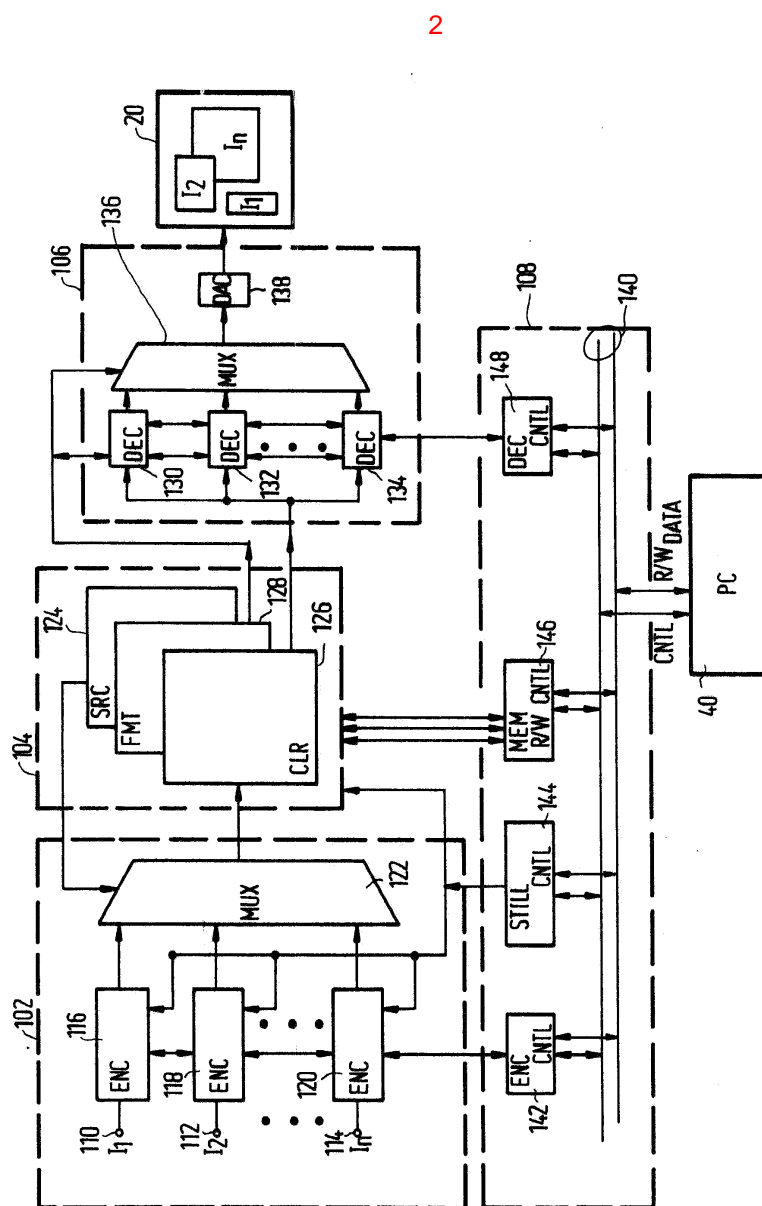 2
20
I2
In
I1
136
106
DAC
138
MUX
DEC
130
DEC
132
DEC
134
108
140
148
DEC
CNTL
124
SRC
128
FMT
126
CLR
104
146
MEM
R/W
CNTL
R/W DATA
CNTL
PC
40
122
MUX
144
STILL
CNTL
102
116
ENC
118
ENC
120
ENC
110
I1
112
I2
114
In
ENC
CNTL
142